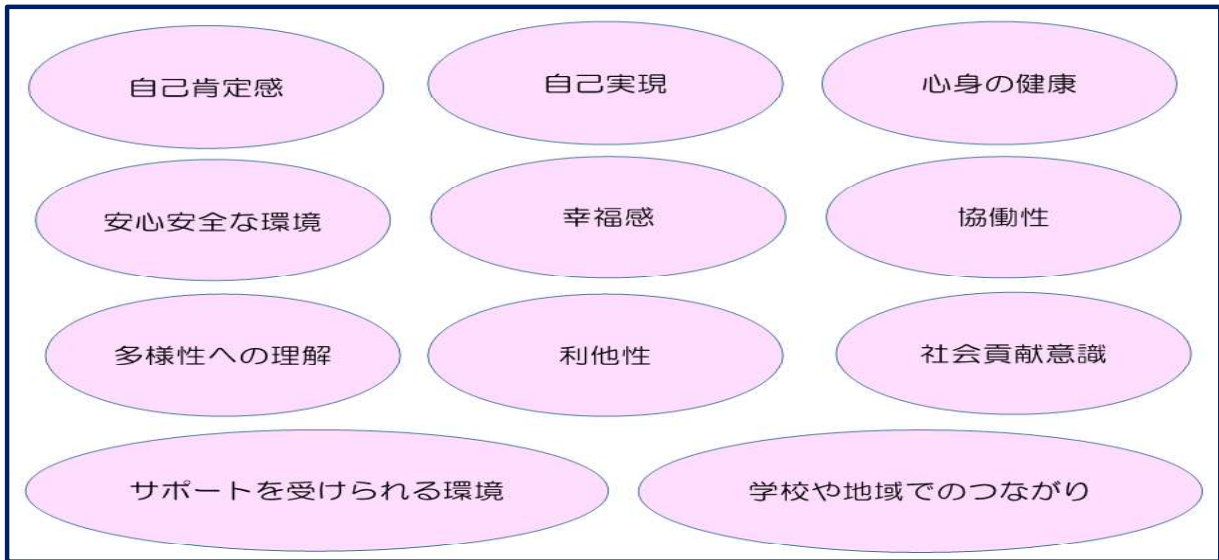 自己肯定感
自己実現
心身の健康
安心安全な環境
幸福感
協働性
多様性への理解
利他性
社会貢献意識
サポートを受けられる環境
学校や地域でのつながり